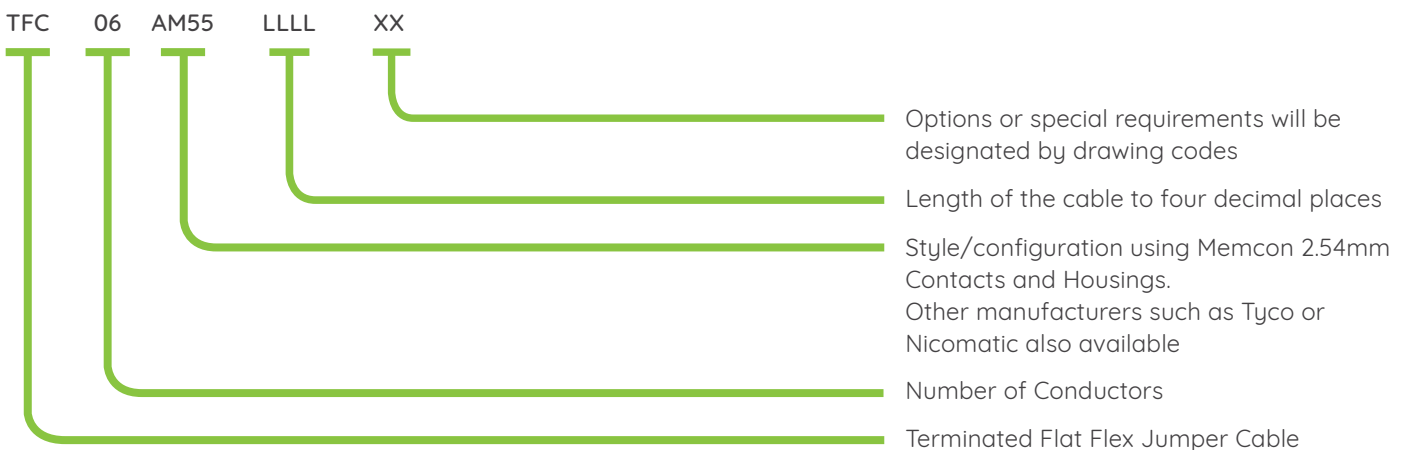 TFC 06 AM55 LLLL XX
Options or special requirements will be
designated by drawing codes
Length of the cable to four decimal places
Style/configuration using Memcon 2.54mm
Contacts and Housings.
Other manufacturers such as Tyco or
Nicomatic also available
Number of Conductors
Terminated Flat Flex Jumper Cable